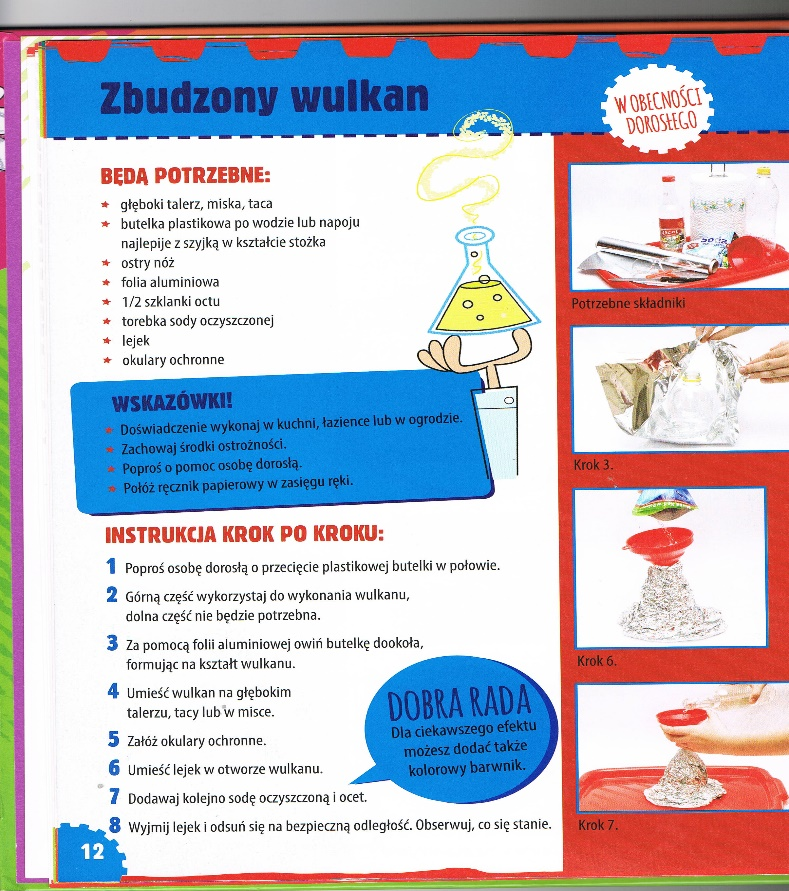 Zbudzony wulkan
W OBECNOŚCI
DOROSŁEGO
BĘDĄ POTRZEBNE:
głęboki talerz, miska, taca
butelka plastikowa po wodzie lub napoju
najlepije z szyjką w kształcie stożka
ostry nóż
folia aluminiowa
1/2 szklanki octu
torebka sody oczyszczonej
lejek
okulary ochronne
WSKAZÓWKI!
Doświadczenie wykonaj w kuchni, łazience lub w ogrodzie.
Zachowaj środki ostrożności.
Poproś o pomoc osobę dorosłą.
Połóż ręcznik papierowy w zasięgu ręki.
INSTRUKCJA KROK PO KROKU:
1 Poproś osobę dorosłą o przecięcie plastikowej butelki w połowie.
2 Górną część wykorzystaj do wykonania wulkanu,
dolna część nie będzie potrzebna.
3 Za pomocą folii aluminiowej owiń butelkę dookoła,
formując na kształt wulkanu.
4 Umieść wulkan na głębokim
talerzu, tacy lub w misce.
5 Załóż okulary ochronne.
6 Umieść lejek w otworze wulkanu.
7 Dodawaj kolejno sodę oczyszczoną i ocet.
8 Wyjmij lejek i odsuń się na bezpieczną odległość. Obserwuj, co się stanie.
DOBRA RADA
Dla ciekawszego efektu
możesz dodać także
kolorowy barwnik.
Potrzebne składniki
Krok 3.
Krok 6.
Krok 7.
12